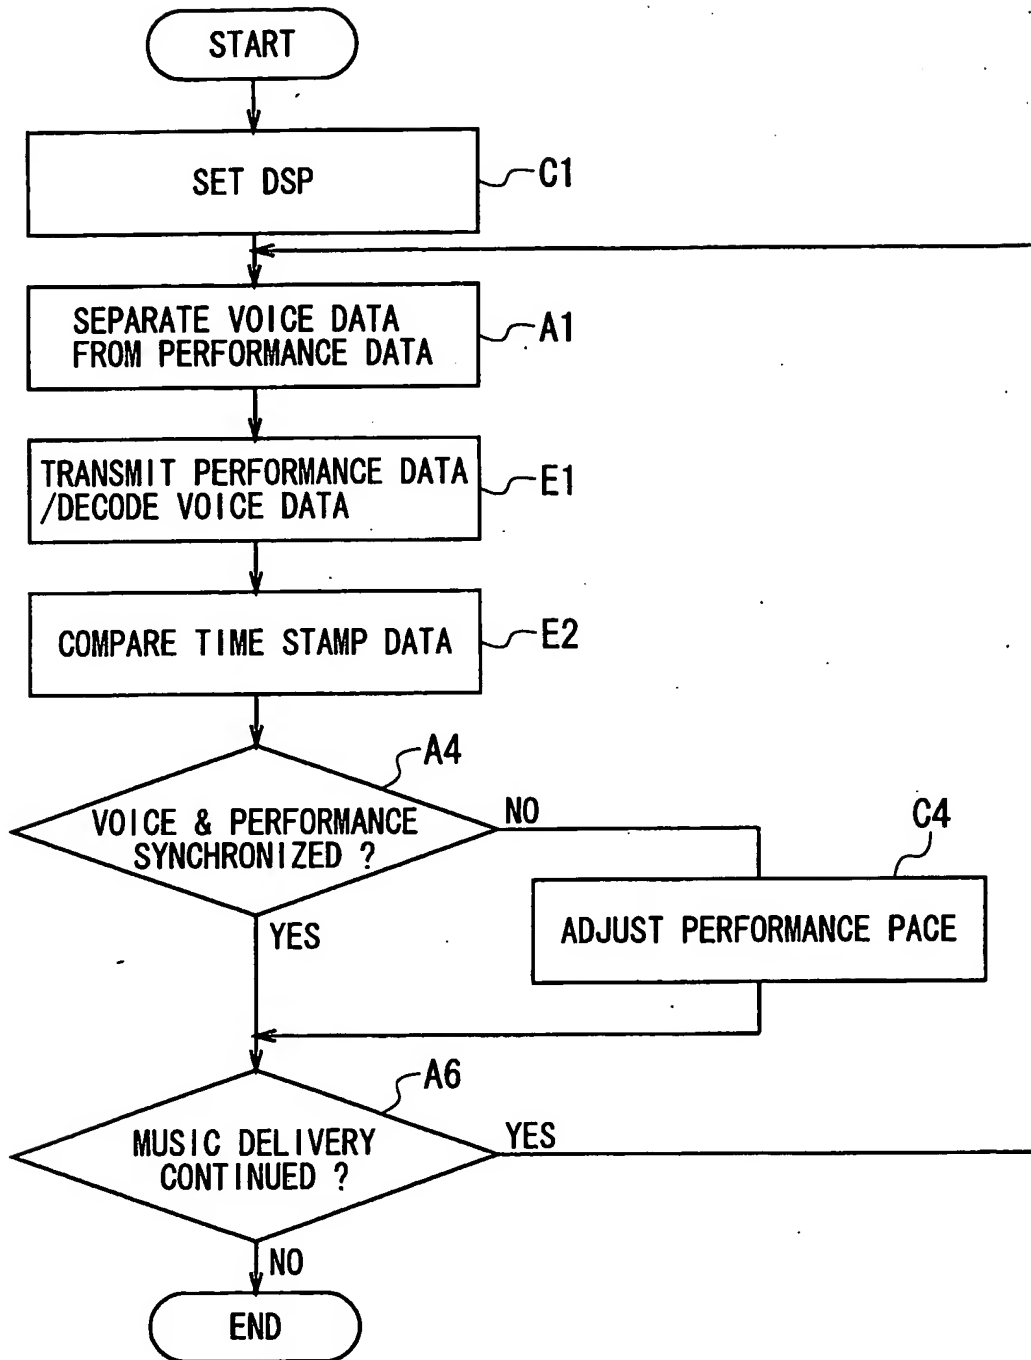 START
SET DSP
C1
SEPARATE VOICE DATA
FROM PERFORMANCE DATA
A1
TRANSMIT PERFORMANCE DATA
/DECODE VOICE DATA
E1
COMPARE TIME STAMP DATA
E2
A4
VOICE & PERFORMANCE
SYNCHRONIZED ?
NO
C4
ADJUST PERFORMANCE PACE
YES
A6
MUSIC DELIVERY
CONTINUED ?
YES
NO
END